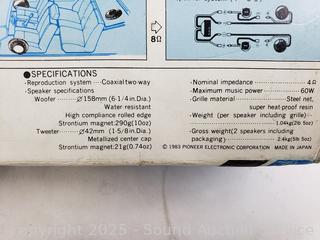 8Ω
●SPECIFICATIONS
-Reproduction system ···· Coaxial two-way
-Speaker specifications
Woofer ········ ∅158mm(6-1/4 in.Dia.)
Water resistant
High compliance rolled edge
Strontium magnet:290g(10oz)
Tweeter ········ ∅42mm(1-5/8 in.Dia.)
Metallized center cap
Strontium magnet:21g(0.74oz)
-Nominal impedance ········ 4Ω
-Maximum music power ········ 60W
-Grille material ········ Steel net,
super heat-proof resin
-Weight (per speaker including grille) ····
········ 1.04kg(2lb 5oz)
-Gross weight(2 speakers including
packaging) ········ 2.4kg(5lb 5oz)
© 1983 PIONEER ELECTRONIC CORPORATION MADE IN JAPAN
© 2025 - Sound Auction Service